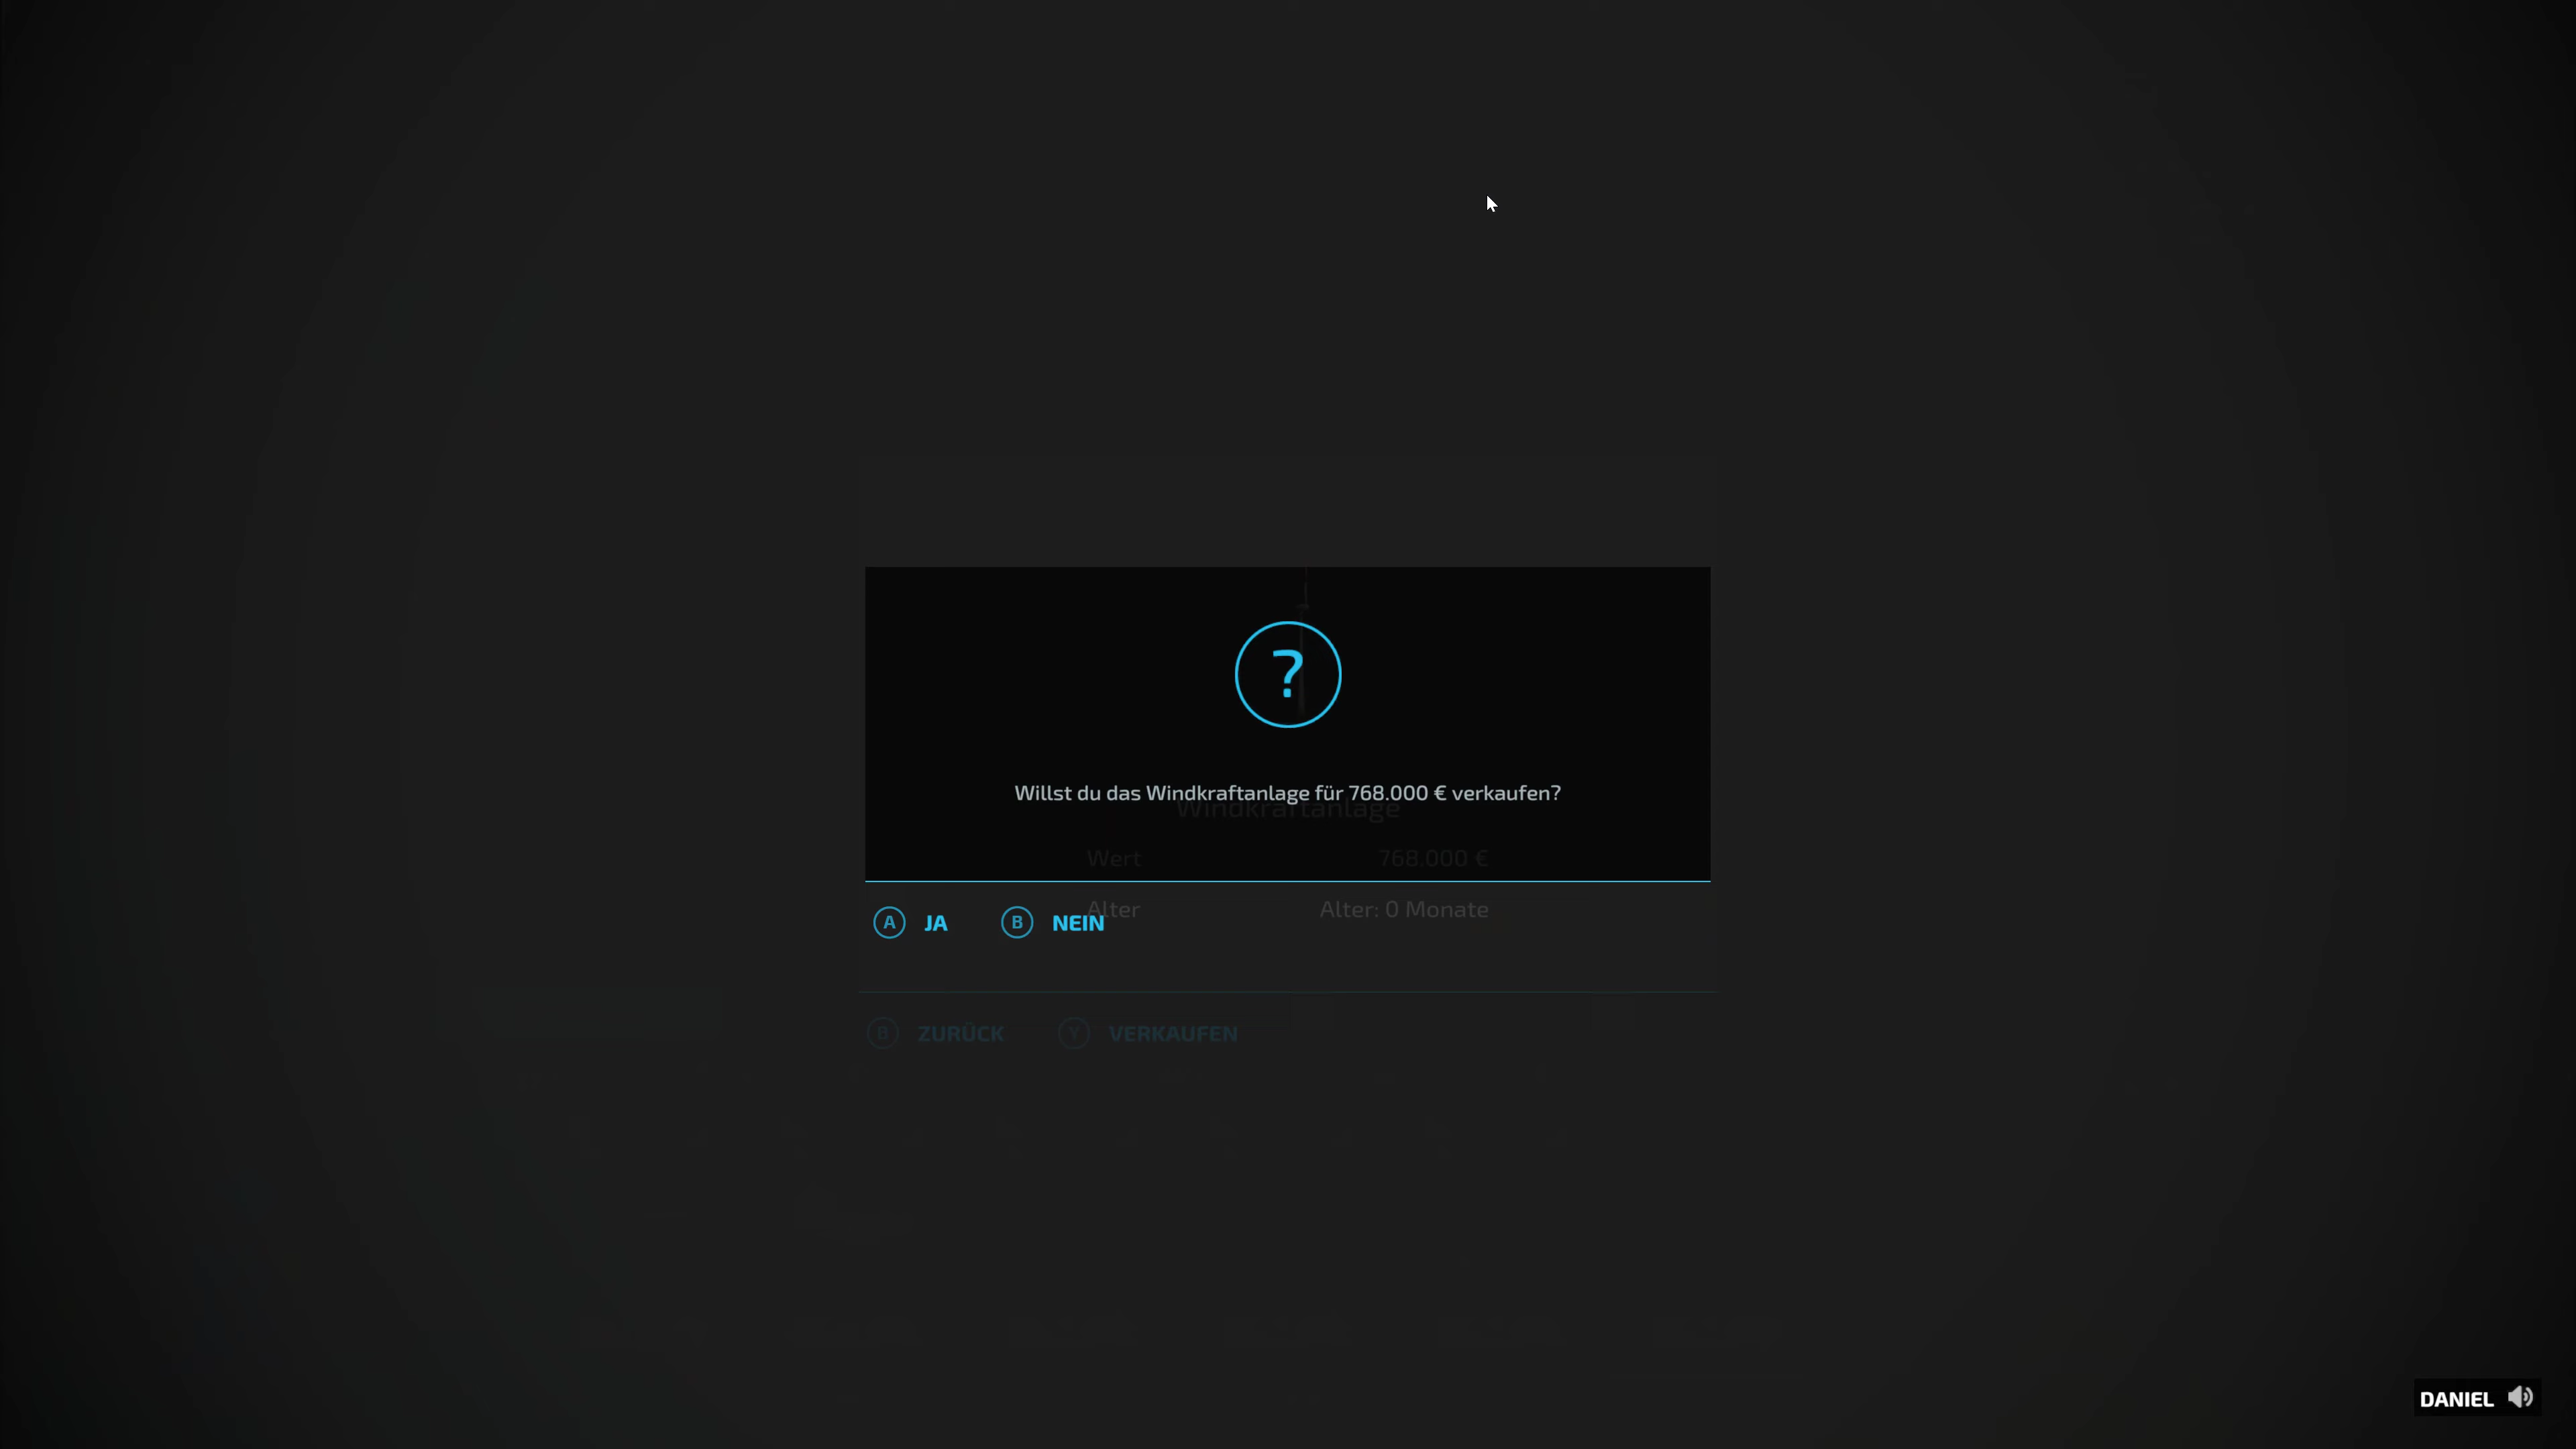 ?
Willst du das Windkraftanlage für 768.000 € verkaufen?
Windkraftanlage
Wert 768.000 €
Alter Alter: 0 Monate
A JA B NEIN
B ZURÜCK Y VERKAUFEN
DANIEL